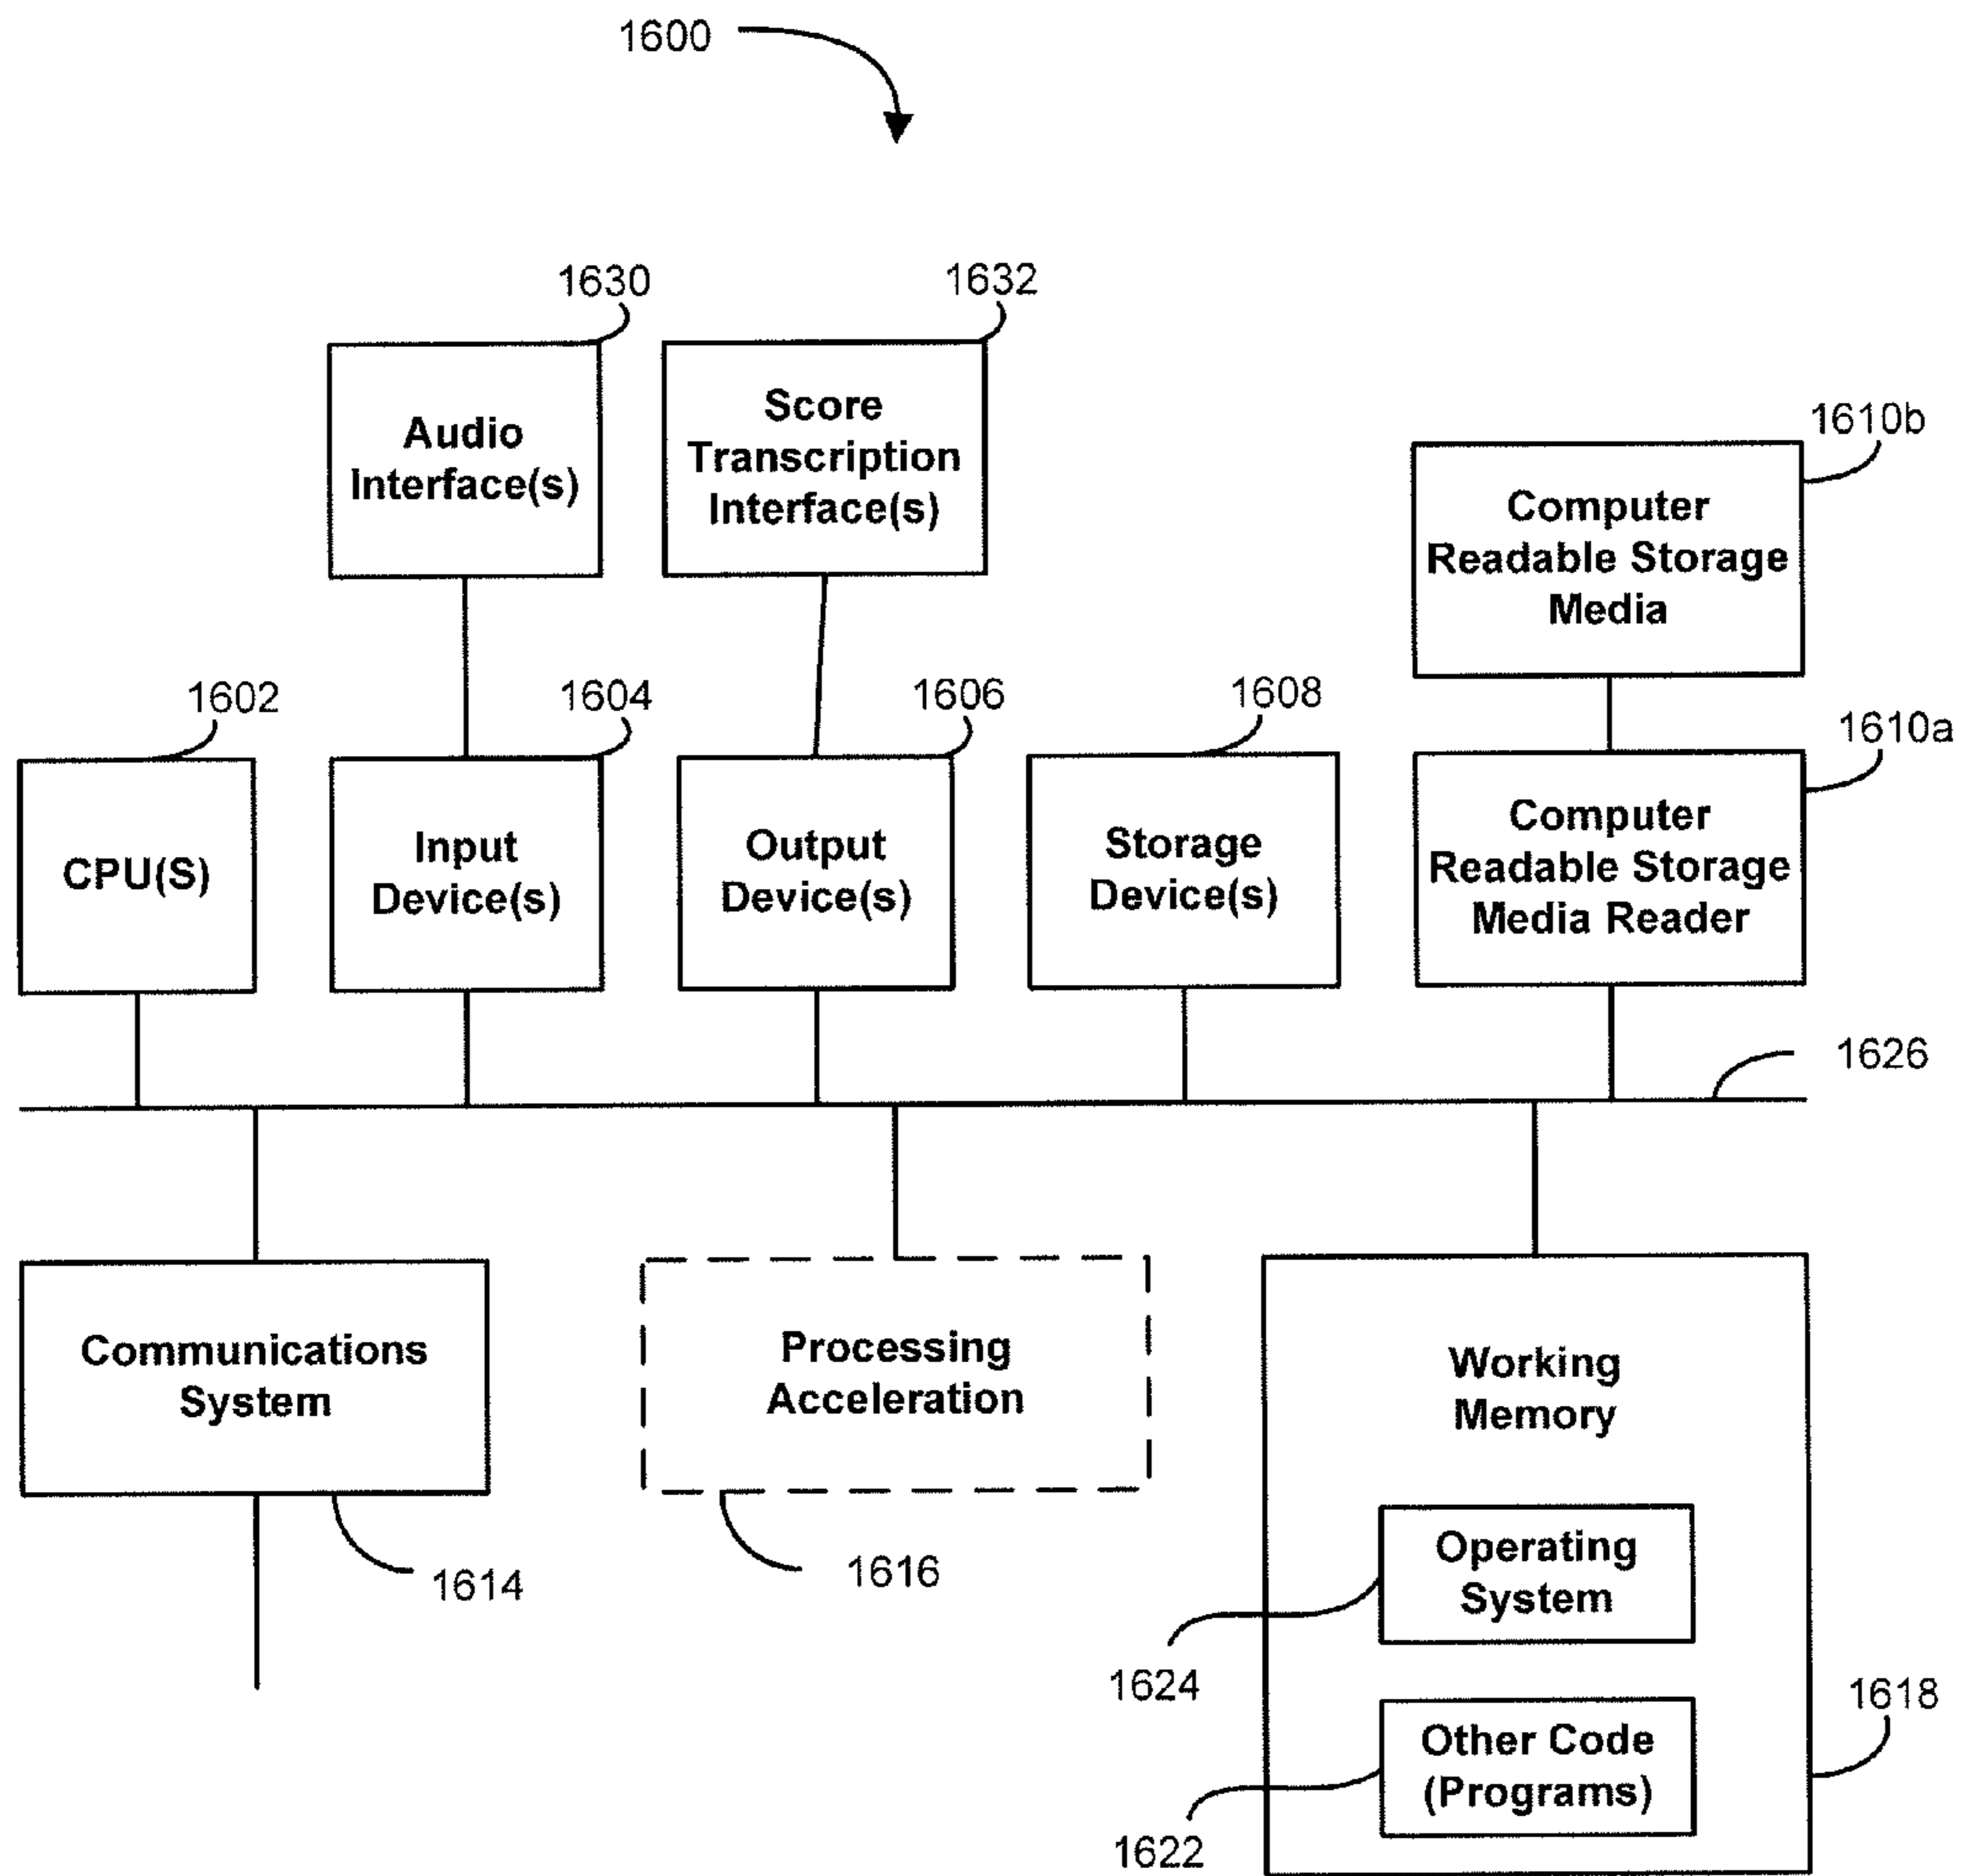 1600
1630
1632
Audio
Interface(s)
Score
Transcription
Interface(s)
1610b
Computer
Readable Storage
Media
1602
1604
1606
1608
1610a
CPU(S)
Input
Device(s)
Output
Device(s)
Storage
Device(s)
Computer
Readable Storage
Media Reader
1626
Communications
System
1614
Processing
Acceleration
1616
Working
Memory
Operating
System
1624
1618
Other Code
(Programs)
1622